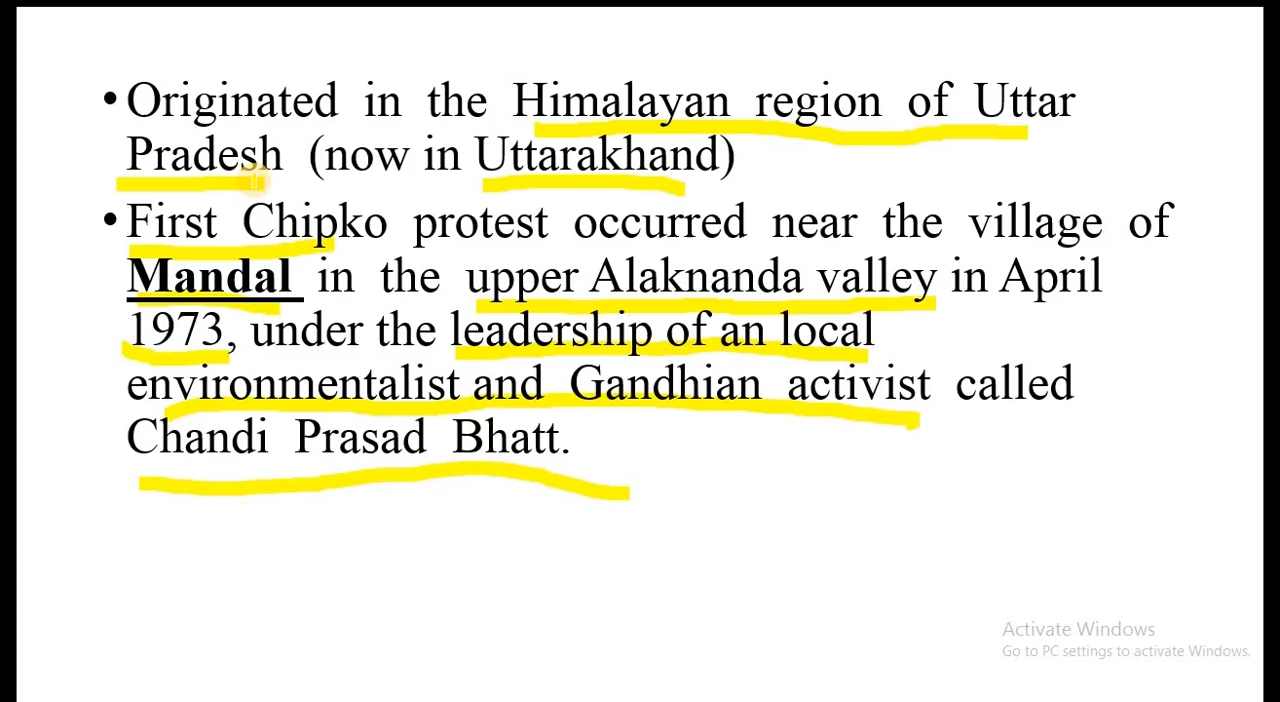 • Originated in the Himalayan region of Uttar
Pradesh (now in Uttarakhand)
• First Chipko protest occurred near the village of
Mandal in the upper Alaknanda valley in April
1973, under the leadership of an local
environmentalist and Gandhian activist called
Chandi Prasad Bhatt.
Activate Windows
Go to PC settings to activate Windows.